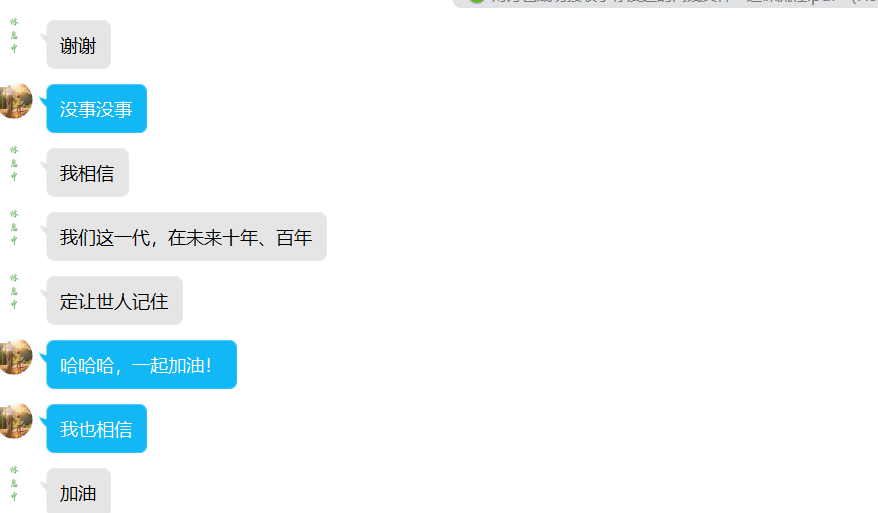 谢谢
没事没事
我相信
我们这一代，在未来十年、百年
定让世人记住
哈哈哈，一起加油！
我也相信
加油